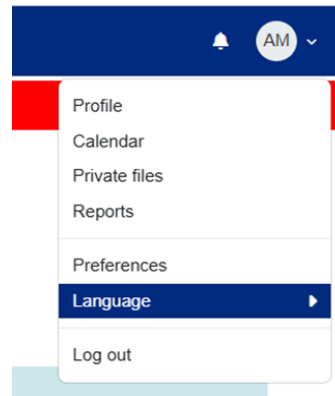 AM
Profile
Calendar
Private files
Reports
Preferences
Language
Log out